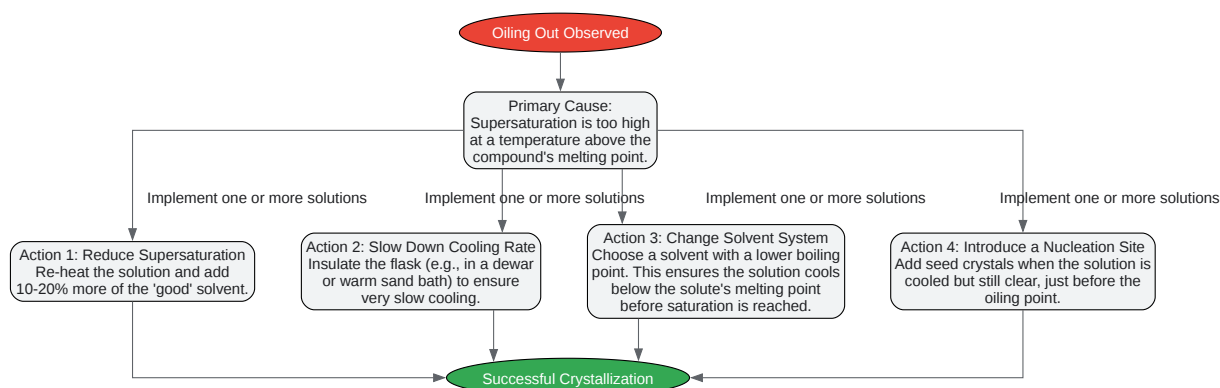 Oiling Out Observed
Primary Cause:
Supersaturation is too high
at a temperature above the
compound's melting point.
Implement one or more solutions
Implement one or more solutions
Implement one or more solutions
Implement one or more solutions
Action 1: Reduce Supersaturation
Re-heat the solution and add
10-20% more of the 'good' solvent.
Action 2: Slow Down Cooling Rate
Insulate the flask (e.g., in a dewar
or warm sand bath) to ensure
very slow cooling.
Action 3: Change Solvent System
Choose a solvent with a lower boiling
point. This ensures the solution cools
below the solute's melting point
before saturation is reached.
Action 4: Introduce a Nucleation Site
Add seed crystals when the solution is
cooled but still clear, just before the
oiling point.
Successful Crystallization